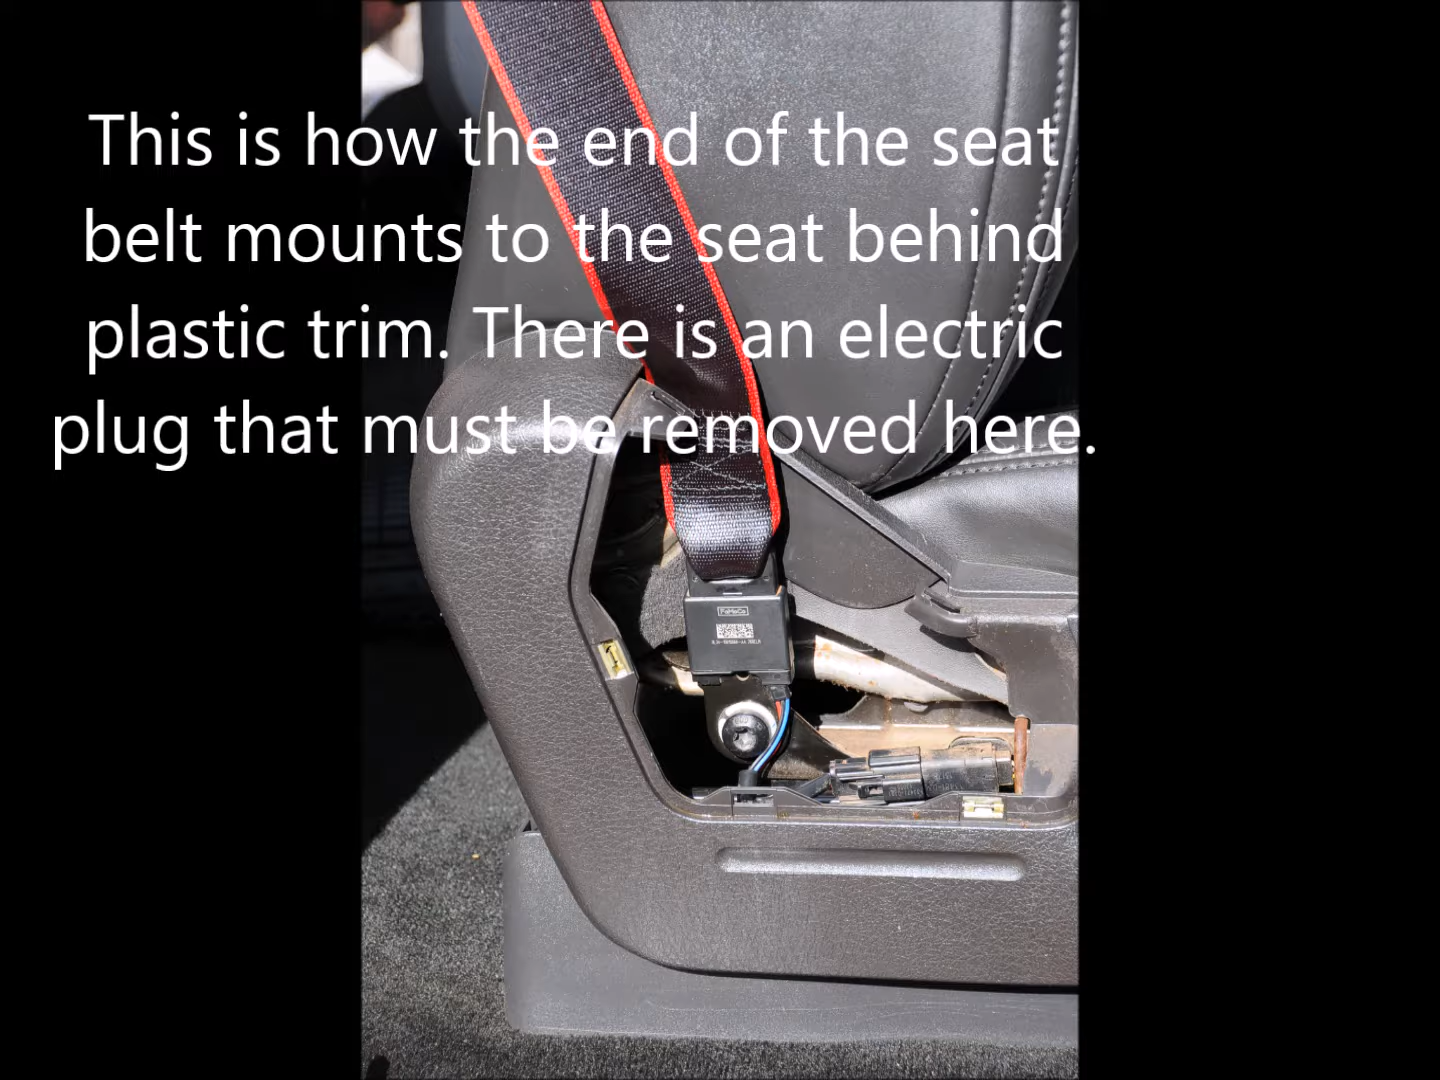 This is how the end of the seat
belt mounts to the seat behind
plastic trim. There is an electric
plug that must be removed here.
FoMoCo